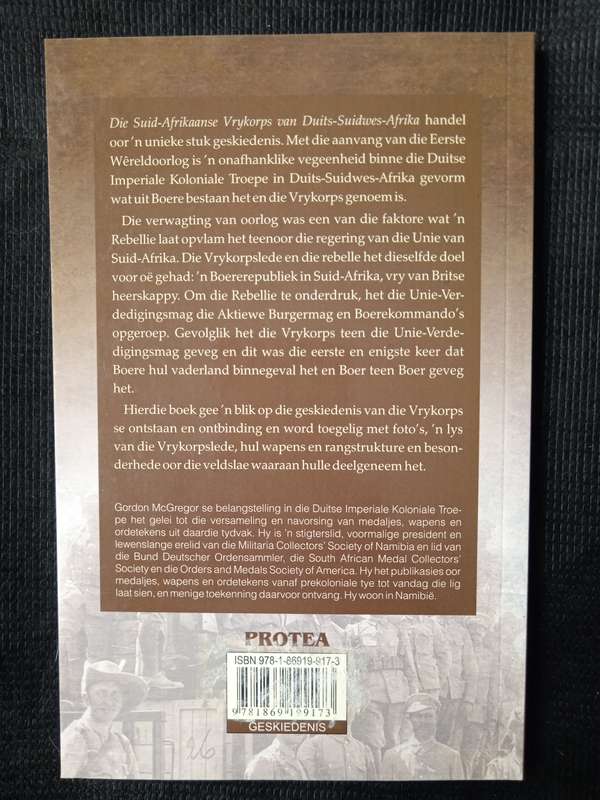 Die Suid-Afrikaanse Vrykorps van Duits-Suidwes-Afrika handel
oor 'n unieke stuk geskiedenis. Met die aanvang van die Eerste
Wêreldoorlog is 'n onafhanklike vegeenheid binne die Duitse
Imperiale Koloniale Troepe in Duits-Suidwes-Afrika gevorm
wat uit Boere bestaan het en die Vrykorps genoem is.
Die verwagting van oorlog was een van die faktore wat 'n
Rebellie laat opvlam het teenoor die regering van die Unie van
Suid-Afrika. Die Vrykorpslede en die rebelle het dieselfde doel
voor oë gehad: 'n Boererepubliek in Suid-Afrika, vry van Britse
heerskappy. Om die Rebellie te onderdruk, het die Unie-Ver-
dedigingsmag die Aktiewe Burgermag en Boerekommando's
opgeroep. Gevolglik het die Vrykorps teen die Unie-Verde-
digingsmag geveg en dit was die eerste en enigste keer dat
Boere hul vaderland binnegeval het en Boer teen Boer geveg
het.
Hierdie boek gee 'n blik op die geskiedenis van die Vrykorps
se ontstaan en ontbinding en word toegelig met foto's, 'n lys
van die Vrykorpslede, hul wapens en rangstrukture en beson-
derhede oor die veldslae waaraan hulle deelgeneem het.
Gordon McGregor se belangstelling in die Duitse Imperiale Koloniale Troe-
pe het gelei tot die versameling en navorsing van medaljes, wapens en
ordetekens uit daardie tydvak. Hy is 'n stigterslid, voormalige president en
lewenslange erelid van die Militaria Collectors' Society of Namibia en lid van
die Bund Deutscher Ordensammler, die South African Medal Collectors'
Society en die Orders and Medals Society of America. Hy het publikasies oor
medaljes, wapens en ordetekens vanaf prekoloniale tye tot vandag die lig
laat sien, en menige toekenning daarvoor ontvang. Hy woon in Namibië.
PROTEA
ISBN 978-1-86919-917-3
9781869199173
GESKIEDENIS
26